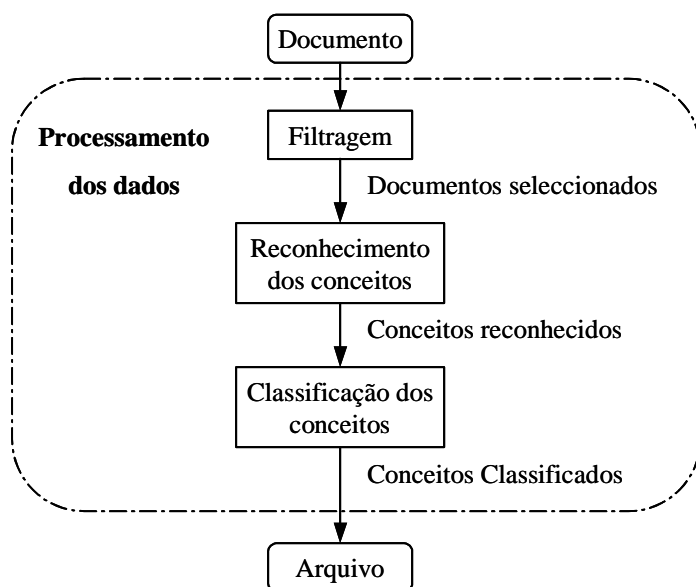 Documento
Processamento
dos dados
Filtragem
Documentos seleccionados
Reconhecimento
dos conceitos
Conceitos reconhecidos
Classificação dos
conceitos
Conceitos Classificados
Arquivo